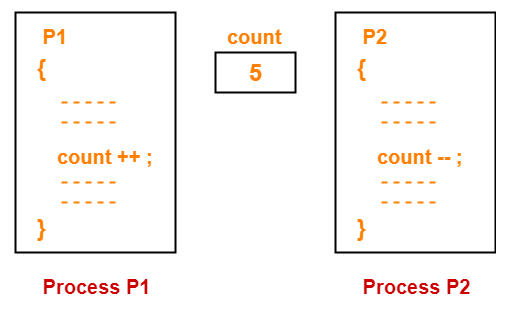 P1
{
- - - - -
- - - - -
count ++ ;
- - - - -
- - - - -
}
Process P1
count
5
P2
{
- - - - -
- - - - -
count -- ;
- - - - -
- - - - -
}
Process P2